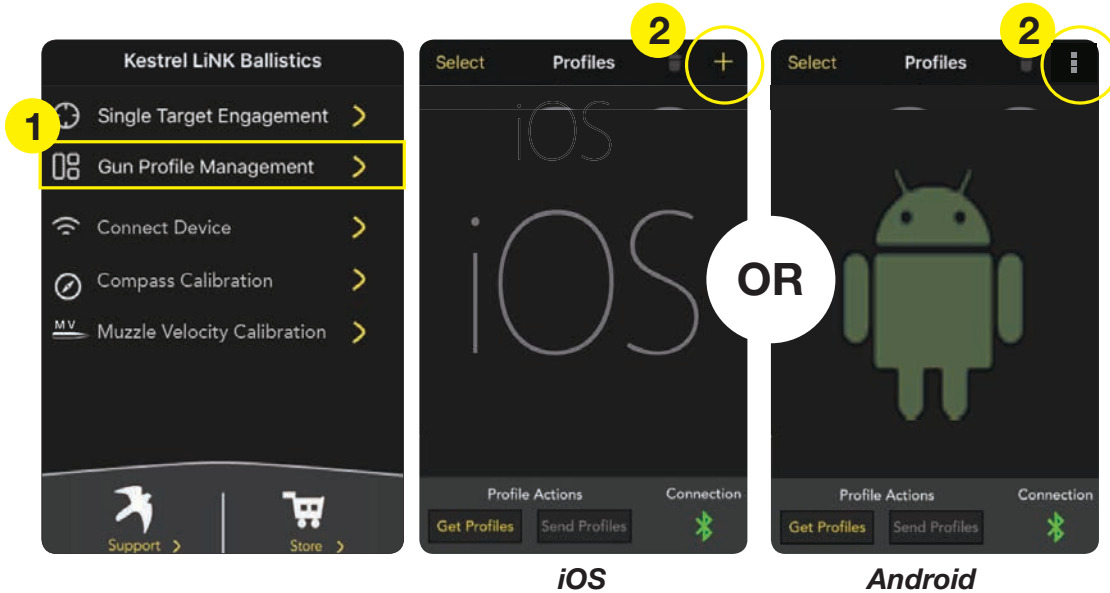 1
Kestrel LiNK Ballistics
Single Target Engagement
Gun Profile Management
Connect Device
Compass Calibration
MV Muzzle Velocity Calibration
Support
Store
2
Select Profiles +
iOS
iOS
Profile Actions Connection
Get Profiles Send Profiles
iOS
OR
2
Select Profiles
Profile Actions Connection
Get Profiles Send Profiles
Android